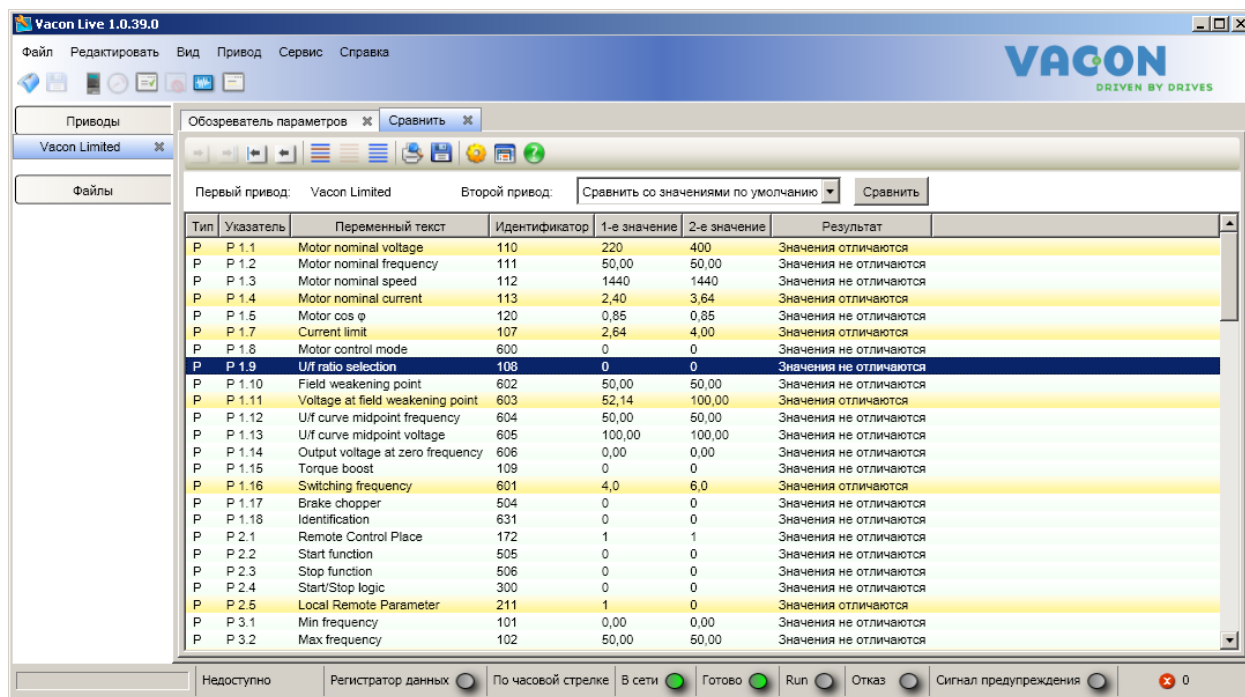 Vacon Live 1.0.39.0
Файл Редактировать Вид Привод Сервис Справка
VACON
DRIVEN BY DRIVES
Приводы
Vacon Limited
Файлы
Обозреватель параметров Сравнить
Первый привод: Vacon Limited Второй привод: Сравнить со значениями по умолчанию Сравнить
Тип Указатель Переменный текст Идентификатор 1-е значение 2-е значение Результат
P P 1.1 Motor nominal voltage 110 220 400 Значения отличаются
P P 1.2 Motor nominal frequency 111 50,00 50,00 Значения не отличаются
P P 1.3 Motor nominal speed 112 1440 1440 Значения не отличаются
P P 1.4 Motor nominal current 113 2,40 3,64 Значения отличаются
P P 1.5 Motor cos φ 120 0,85 0,85 Значения не отличаются
P P 1.7 Current limit 107 2,64 4,00 Значения отличаются
P P 1.8 Motor control mode 600 0 0 Значения не отличаются
P P 1.9 U/f ratio selection 108 0 0 Значения не отличаются
P P 1.10 Field weakening point 602 50,00 50,00 Значения не отличаются
P P 1.11 Voltage at field weakening point 603 52,14 100,00 Значения отличаются
P P 1.12 U/f curve midpoint frequency 604 50,00 50,00 Значения не отличаются
P P 1.13 U/f curve midpoint voltage 605 100,00 100,00 Значения не отличаются
P P 1.14 Output voltage at zero frequency 606 0,00 0,00 Значения не отличаются
P P 1.15 Torque boost 109 0 0 Значения не отличаются
P P 1.16 Switching frequency 601 4,0 6,0 Значения отличаются
P P 1.17 Brake chopper 504 0 0 Значения не отличаются
P P 1.18 Identification 631 0 0 Значения не отличаются
P P 2.1 Remote Control Place 172 1 1 Значения не отличаются
P P 2.2 Start function 505 0 0 Значения не отличаются
P P 2.3 Stop function 506 0 0 Значения не отличаются
P P 2.4 Start/Stop logic 300 0 0 Значения не отличаются
P P 2.5 Local Remote Parameter 211 1 0 Значения отличаются
P P 3.1 Min frequency 101 0,00 0,00 Значения не отличаются
P P 3.2 Max frequency 102 50,00 50,00 Значения не отличаются
Недоступно Регистратор данных По часовой стрелке В сети Готово Run Отказ Сигнал предупреждения 0